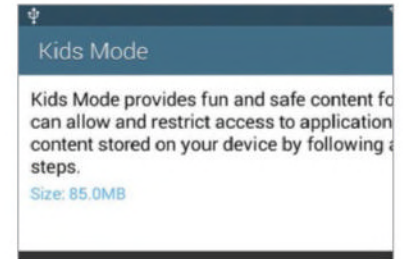 Kids Mode
Kids Mode provides fun and safe content
can allow and restrict access to application
content stored on your device by following
steps.
Size: 85.0MB